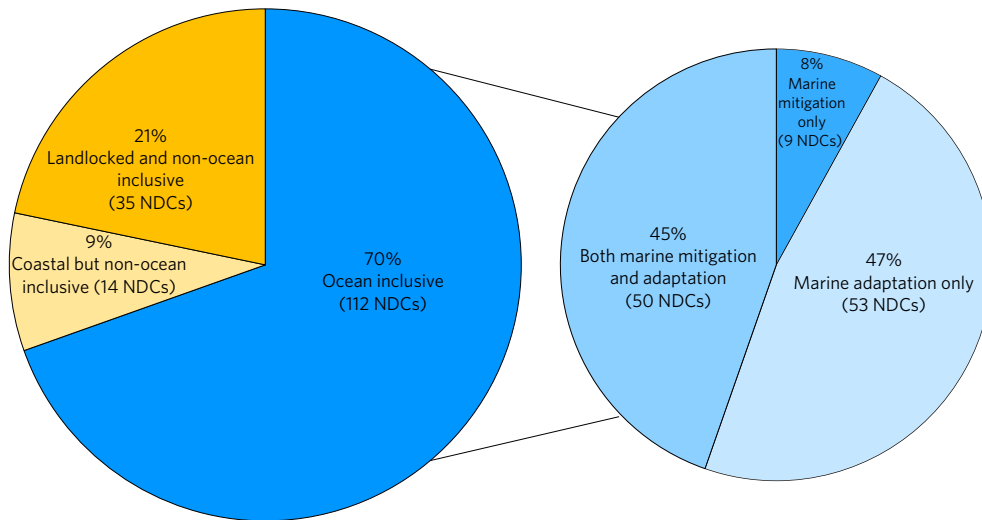 21%
Landlocked and non-ocean
inclusive
(35 NDCs)
9%
Coastal but non-ocean
inclusive (14 NDCs)
70%
Ocean inclusive
(112 NDCs)
8%
Marine
mitigation
only
(9 NDCs)
45%
Both marine mitigation
and adaptation
(50 NDCs)
47%
Marine adaptation only
(53 NDCs)